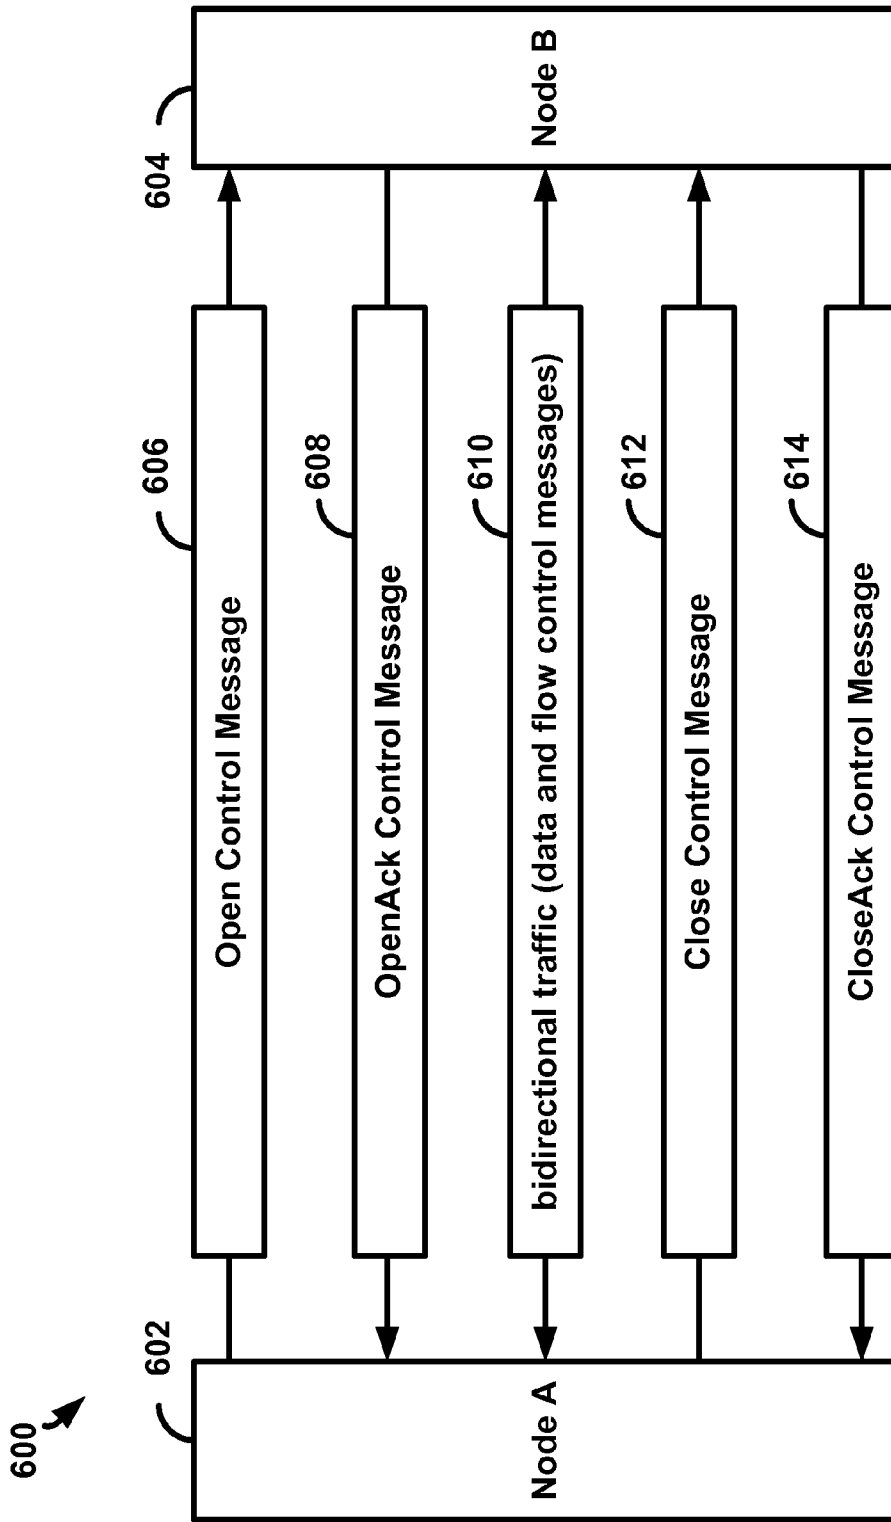 600
602
Node A
604
Node B
606
Open Control Message
608
OpenAck Control Message
610
bidirectional traffic (data and flow control messages)
612
Close Control Message
614
CloseAck Control Message